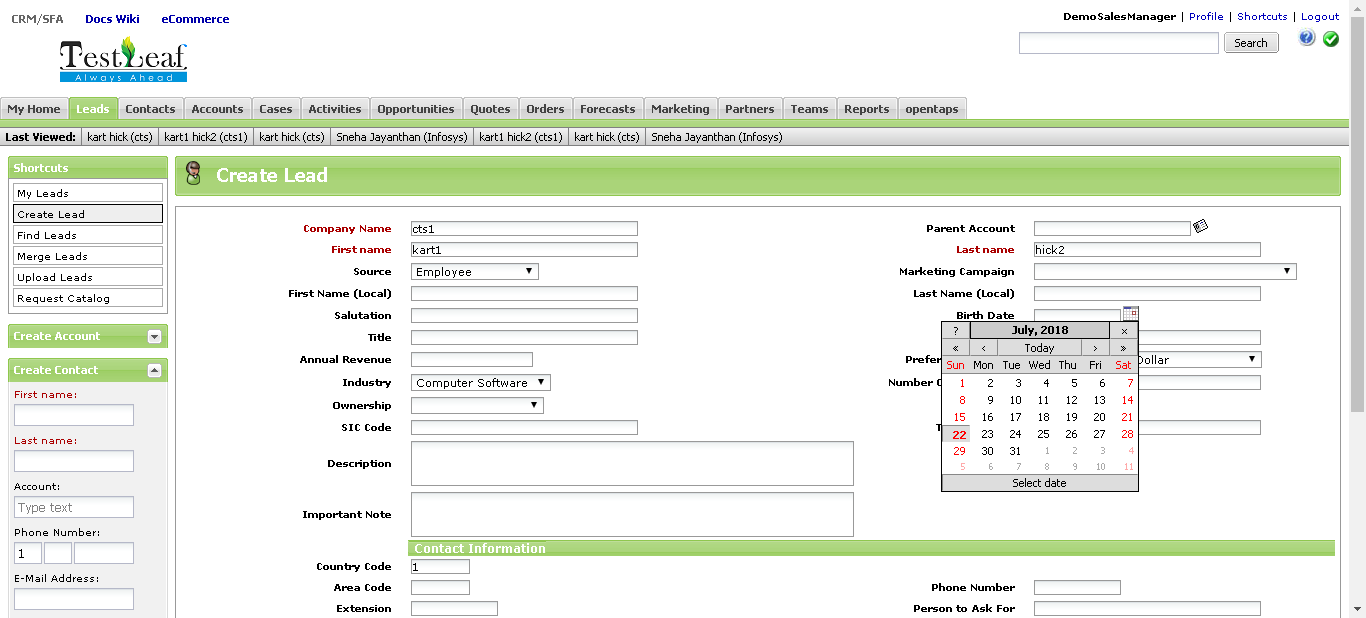 CRM/SFA Docs Wiki eCommerce
DemoSalesManager | Profile | Shortcuts | Logout
Search
TestLeaf
Always Ahead
My Home Leads Contacts Accounts Cases Activities Opportunities Quotes Orders Forecasts Marketing Partners Teams Reports opentaps
Last Viewed: kart hick (cts) kart1 hick2 (cts1) kart hick (cts) Sneha Jayanthan (Infosys) kart1 hick2 (cts1) kart hick (cts) Sneha Jayanthan (Infosys)
Shortcuts
My Leads
Create Lead
Find Leads
Merge Leads
Upload Leads
Request Catalog
Create Account
Create Contact
First name:
Last name:
Account:
Type text
Phone Number:
1
E-Mail Address:
Create Lead
Company Name cts1 Parent Account
First name kart1 Last name hick2
Source Employee Marketing Campaign
First Name (Local) Last Name (Local)
Salutation Birth Date
Title
Annual Revenue Prefer Dollar
Industry Computer Software Number
Ownership
SIC Code T
Description
Important Note
? July, 2018 ×
« ‹ Today › »
Sun Mon Tue Wed Thu Fri Sat
1 2 3 4 5 6 7
8 9 10 11 12 13 14
15 16 17 18 19 20 21
22 23 24 25 26 27 28
29 30 31 1 2 3 4
5 6 7 8 9 10 11
Select date
Contact Information
Country Code 1
Area Code Phone Number
Extension Person to Ask For